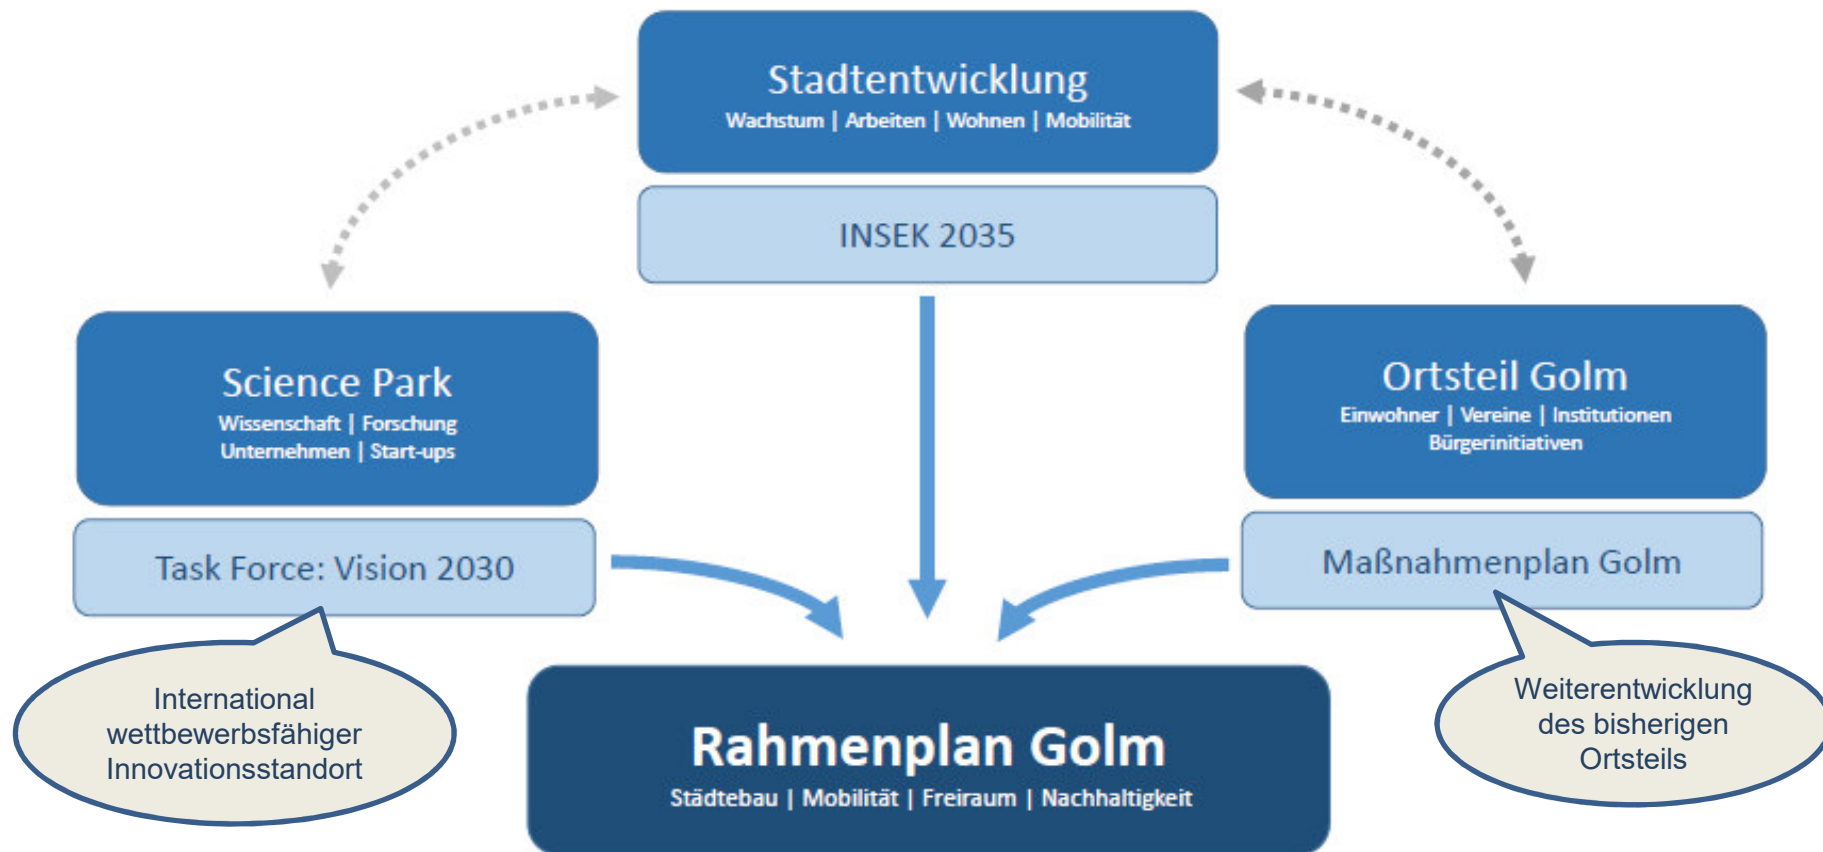 Stadtentwicklung
Wachstum | Arbeiten | Wohnen | Mobilität
INSEK 2035
Science Park
Wissenschaft | Forschung
Unternehmen | Start-ups
Task Force: Vision 2030
Ortsteil Golm
Einwohner | Vereine | Institutionen
Bürgerinitiativen
Maßnahmenplan Golm
International
wettbewerbsfähiger
Innovationsstandort
Weiterentwicklung
des bisherigen
Ortsteils
Rahmenplan Golm
Städtebau | Mobilität | Freiraum | Nachhaltigkeit